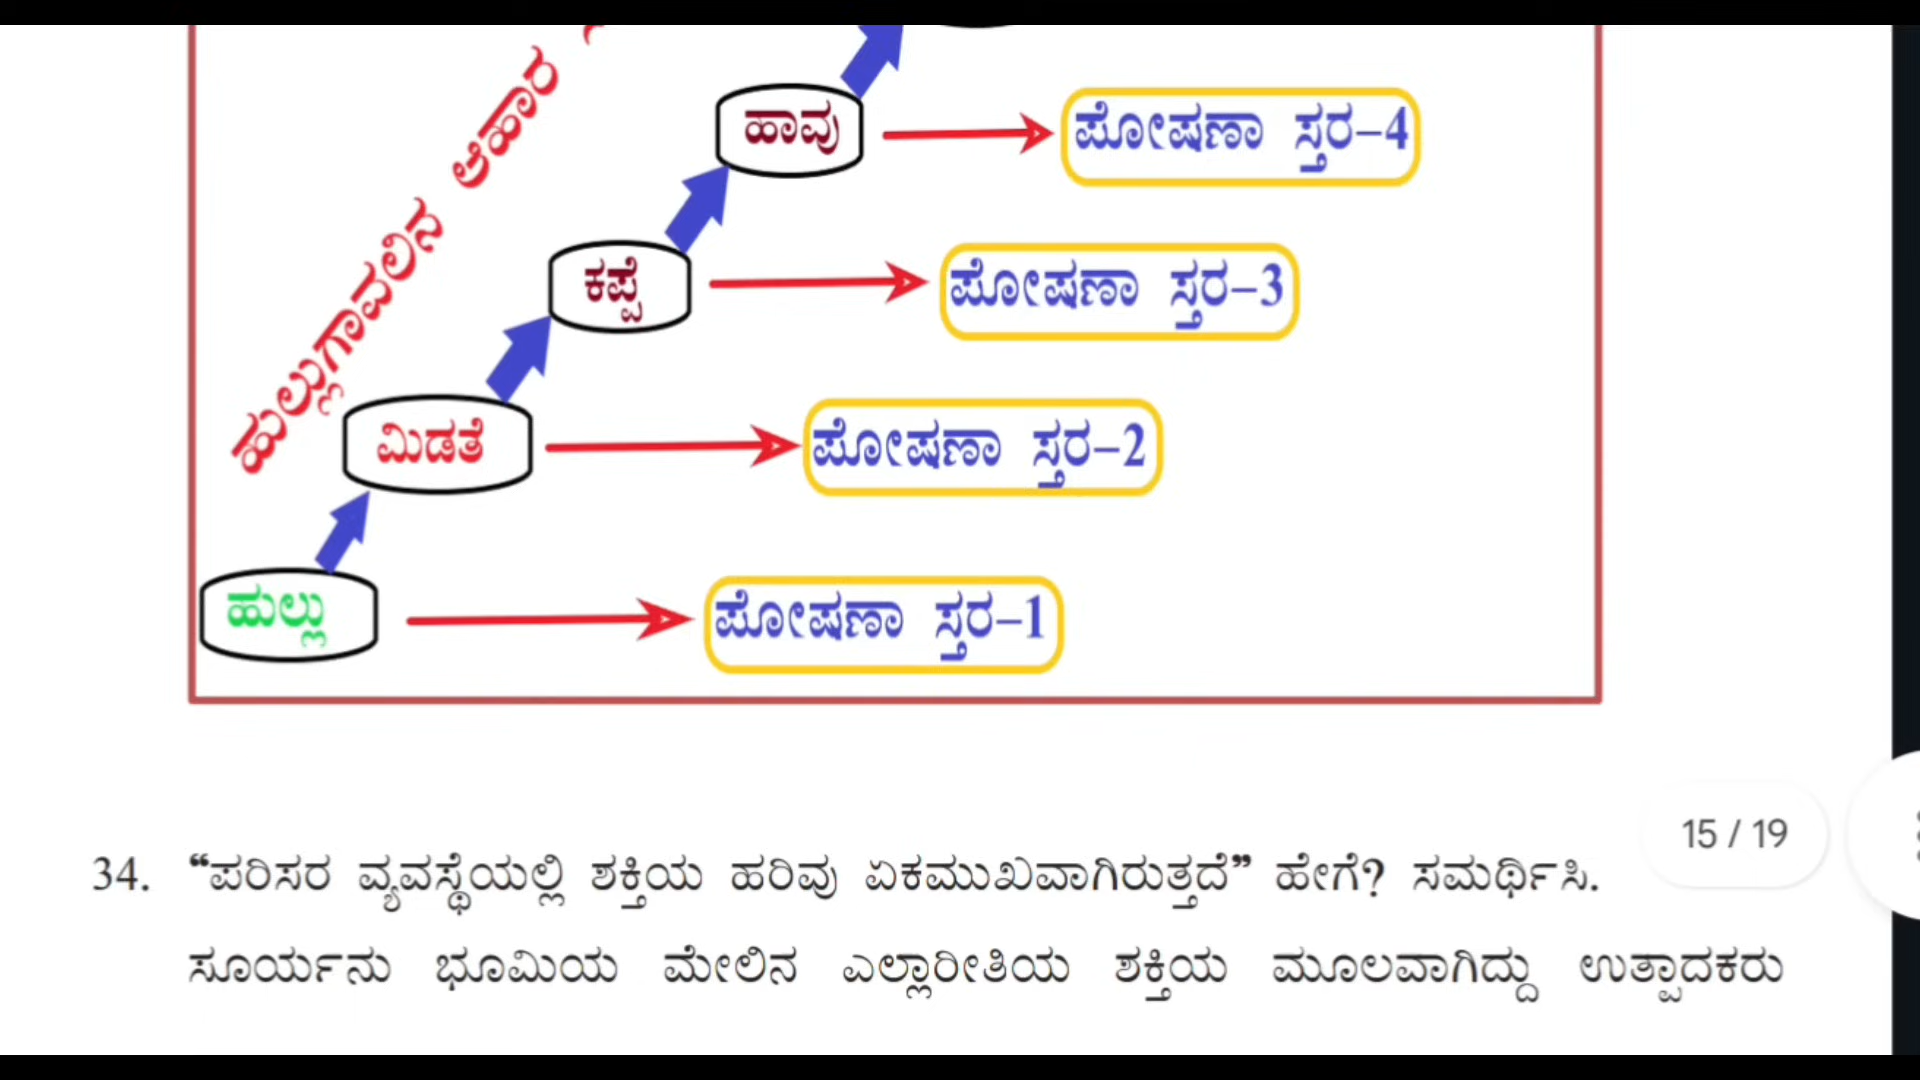 ಹುಲ್ಲುಗಾವಲಿನ ಆಹಾರ
ಹಾವು
ಪೋಷಣಾ ಸ್ತರ–4
ಕಪ್ಪೆ
ಪೋಷಣಾ ಸ್ತರ–3
ಮಿಡತೆ
ಪೋಷಣಾ ಸ್ತರ–2
ಹುಲ್ಲು
ಪೋಷಣಾ ಸ್ತರ–1
15 / 19
34. “ಪರಿಸರ ವ್ಯವಸ್ಥೆಯಲ್ಲಿ ಶಕ್ತಿಯ ಹರಿವು ಏಕಮುಖವಾಗಿರುತ್ತದೆ” ಹೇಗೆ? ಸಮರ್ಥಿಸಿ.
ಸೂರ್ಯನು ಭೂಮಿಯ ಮೇಲಿನ ಎಲ್ಲಾರೀತಿಯ ಶಕ್ತಿಯ ಮೂಲವಾಗಿದ್ದು ಉತ್ಪಾದಕರು